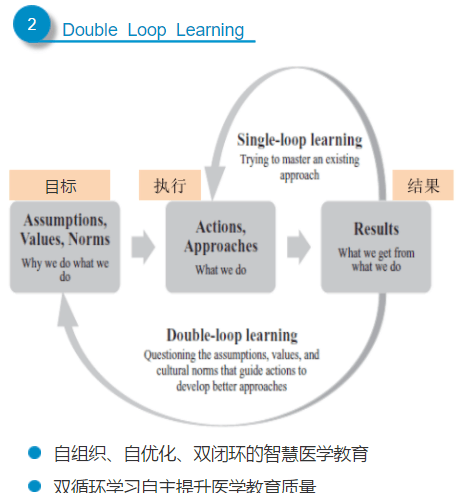 2
Double Loop Learning
Single-loop learning
Trying to master an existing
approach
目标
执行
结果
Assumptions,
Values, Norms
Why we do what we
do
Actions,
Approaches
What we do
Results
What we get from
what we do
Double-loop learning
Questioning the assumptions, values, and
cultural norms that guide actions to
develop better approaches
自组织、自优化、双闭环的智慧医学教育
双循环学习自主提升医学教育质量